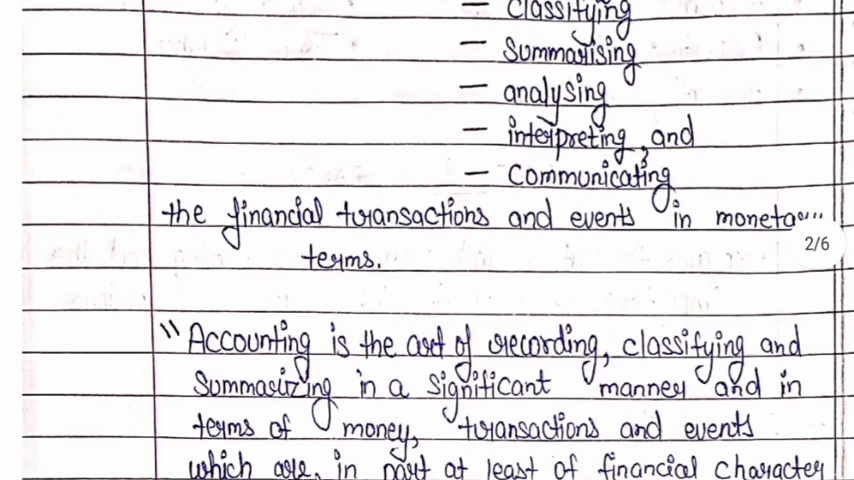 – Classifying
– Summarising
– analysing
– interpreting, and
– Communicating
the financial transactions and events in monetary
2/6
terms.
" Accounting is the art of recording, classifying and
Summarizing in a significant manner and in
terms of money, transactions and events
which are, in part at least of financial character